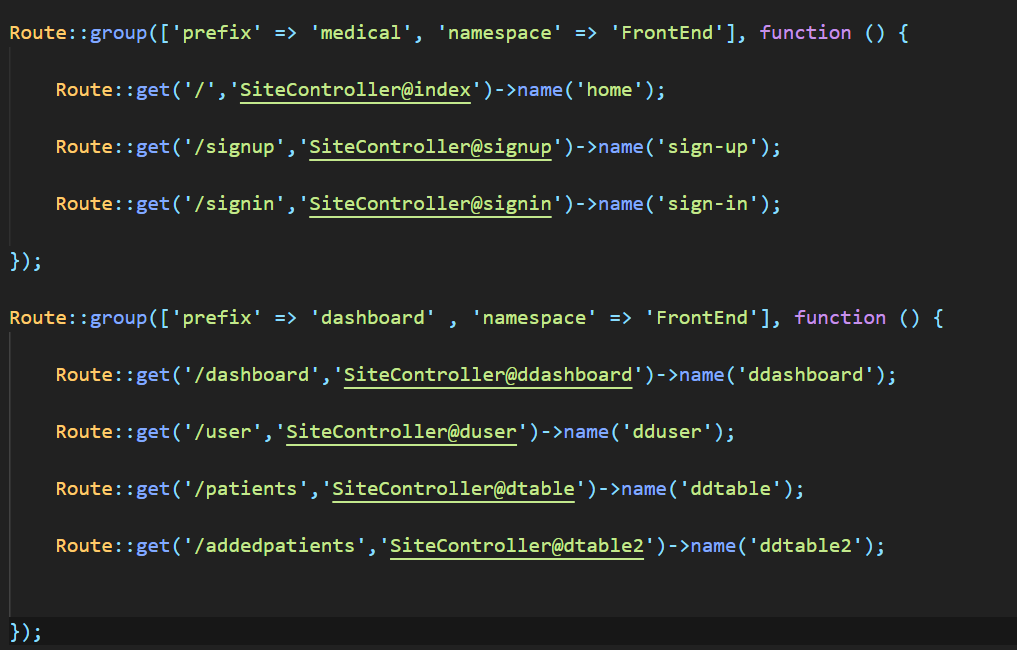 Route::group(['prefix' => 'medical', 'namespace' => 'FrontEnd'], function () {
Route::get('/','SiteController@index')->name('home');
Route::get('/signup','SiteController@signup')->name('sign-up');
Route::get('/signin','SiteController@signin')->name('sign-in');
});
Route::group(['prefix' => 'dashboard' , 'namespace' => 'FrontEnd'], function () {
Route::get('/dashboard','SiteController@ddashboard')->name('ddashboard');
Route::get('/user','SiteController@duser')->name('dduser');
Route::get('/patients','SiteController@dtable')->name('ddtable');
Route::get('/addedpatients','SiteController@dtable2')->name('ddtable2');
});